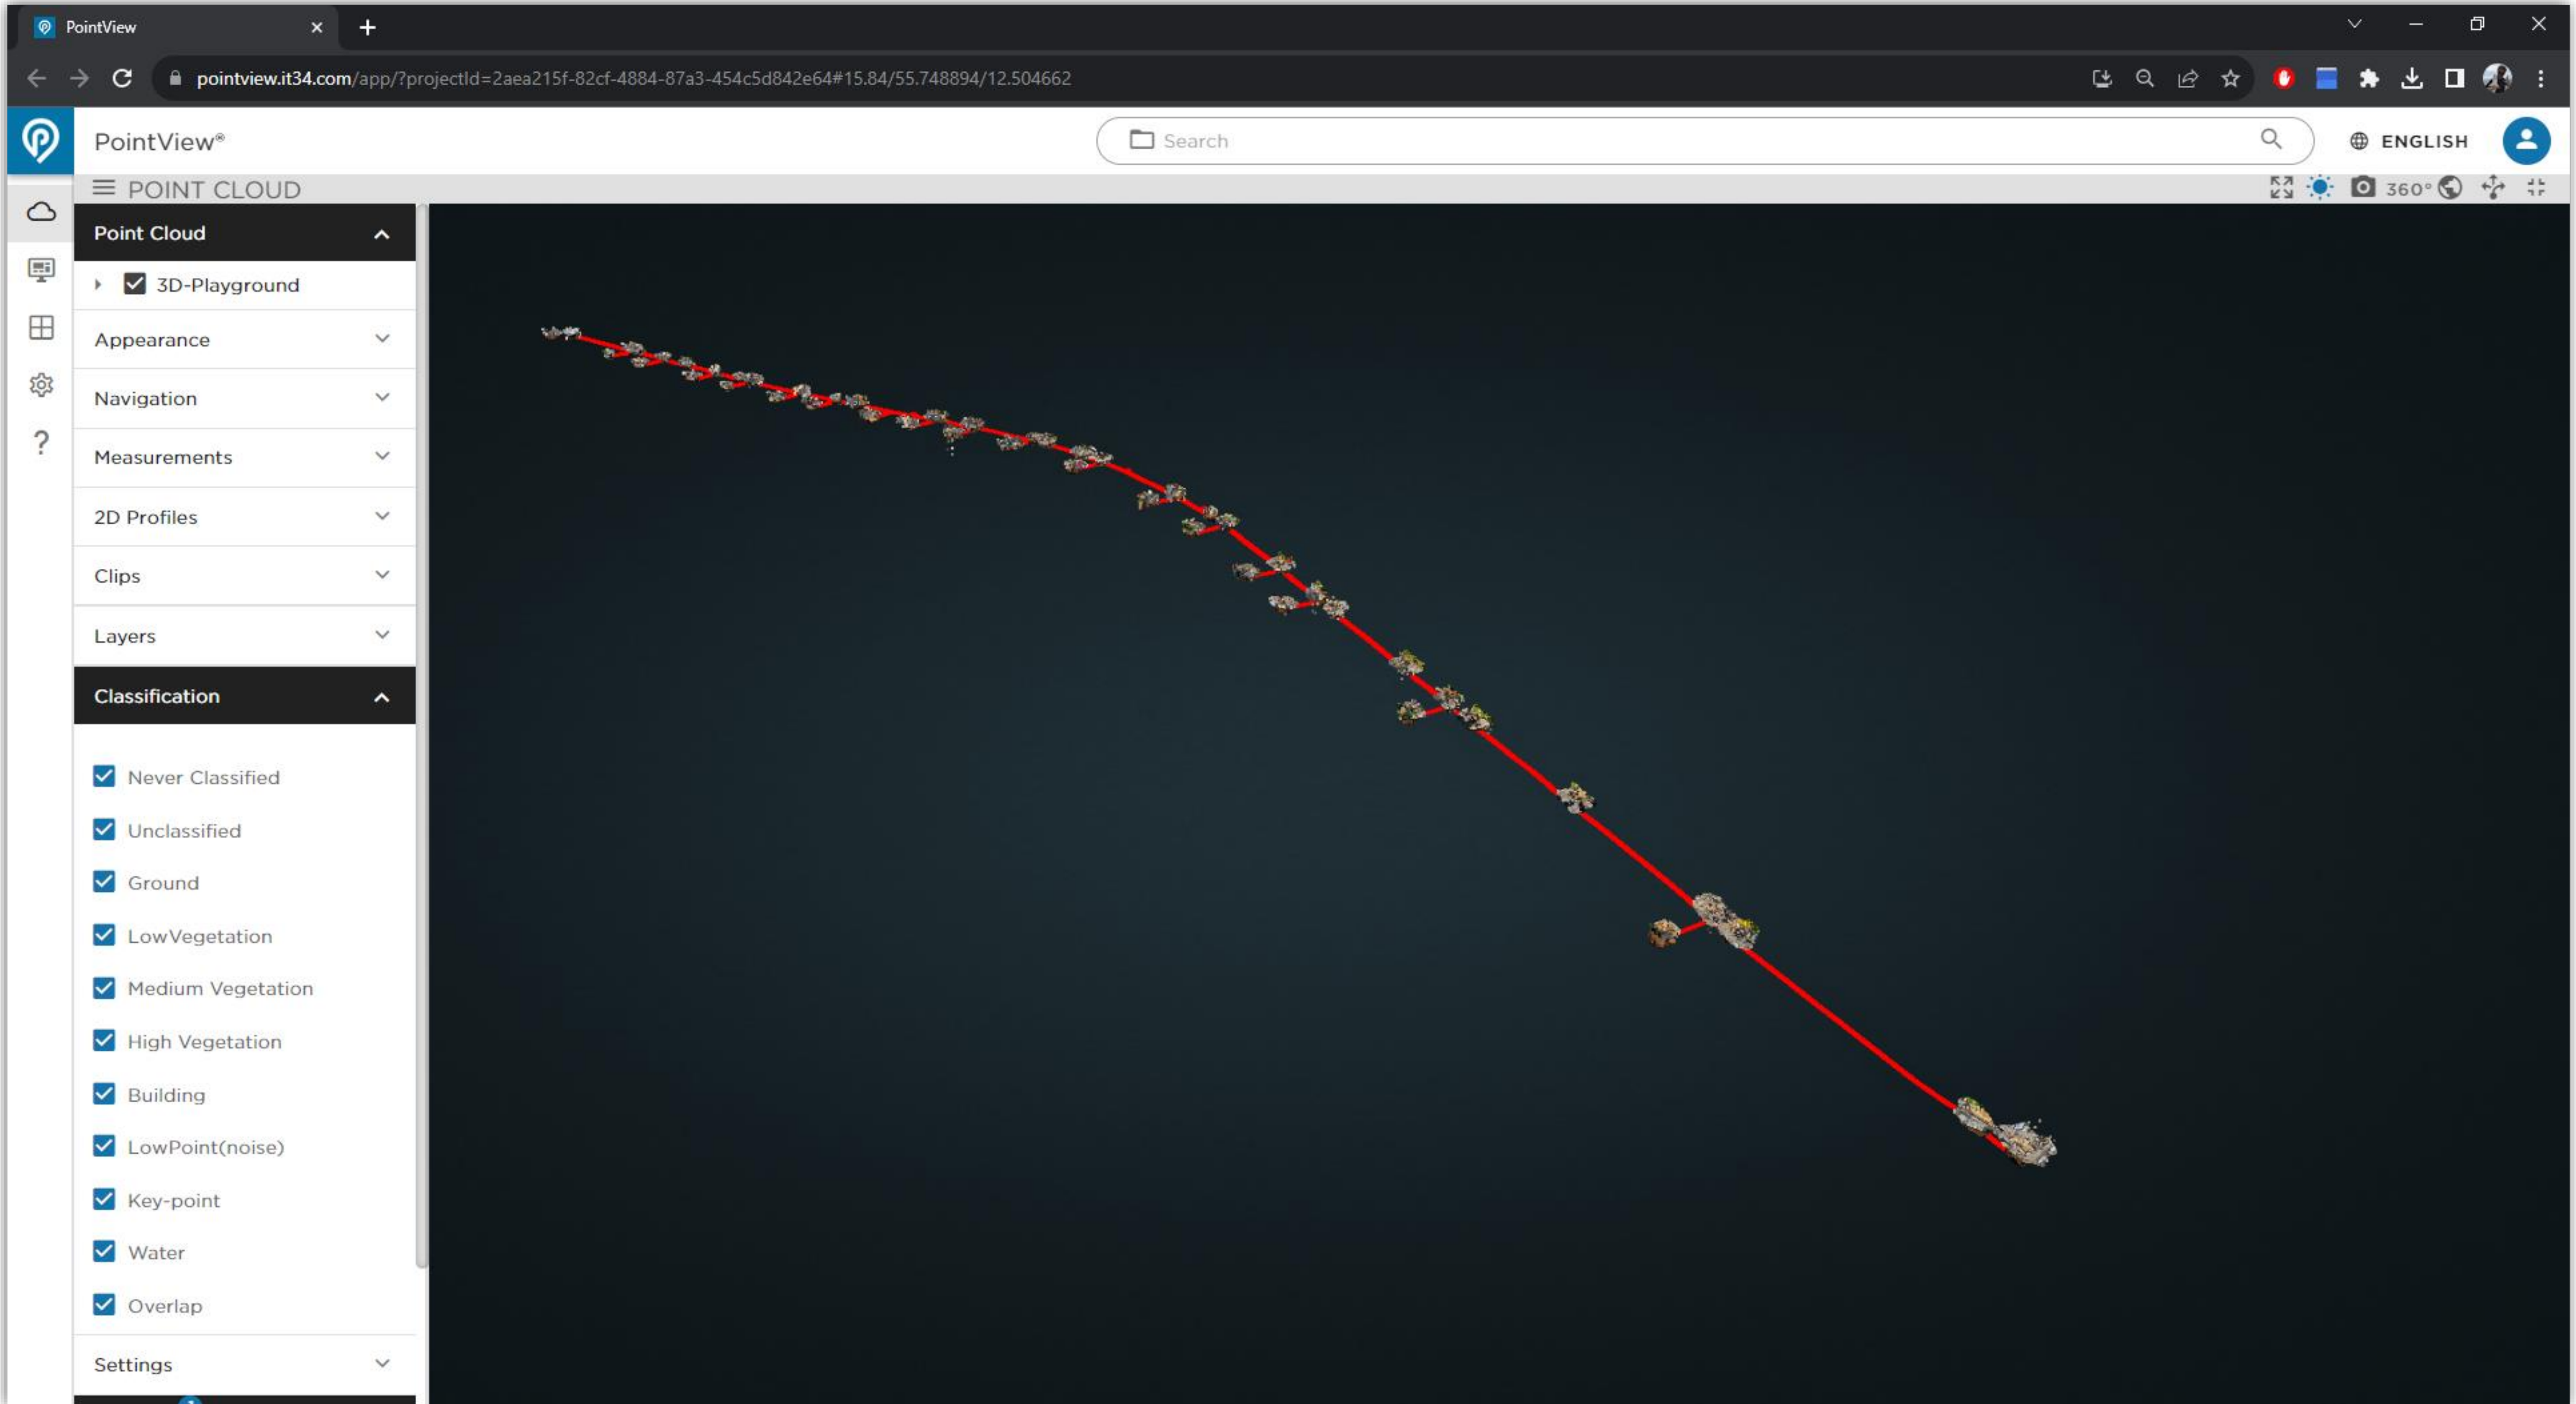 PointView
pointview.it34.com/app/?projectId=2aea215f-82cf-4884-87a3-454c5d842e64#15.84/55.748894/12.504662
PointView®
Search
ENGLISH
POINT CLOUD
360°
Point Cloud
3D-Playground
Appearance
Navigation
Measurements
2D Profiles
Clips
Layers
Classification
Never Classified
Unclassified
Ground
LowVegetation
Medium Vegetation
High Vegetation
Building
LowPoint(noise)
Key-point
Water
Overlap
Settings